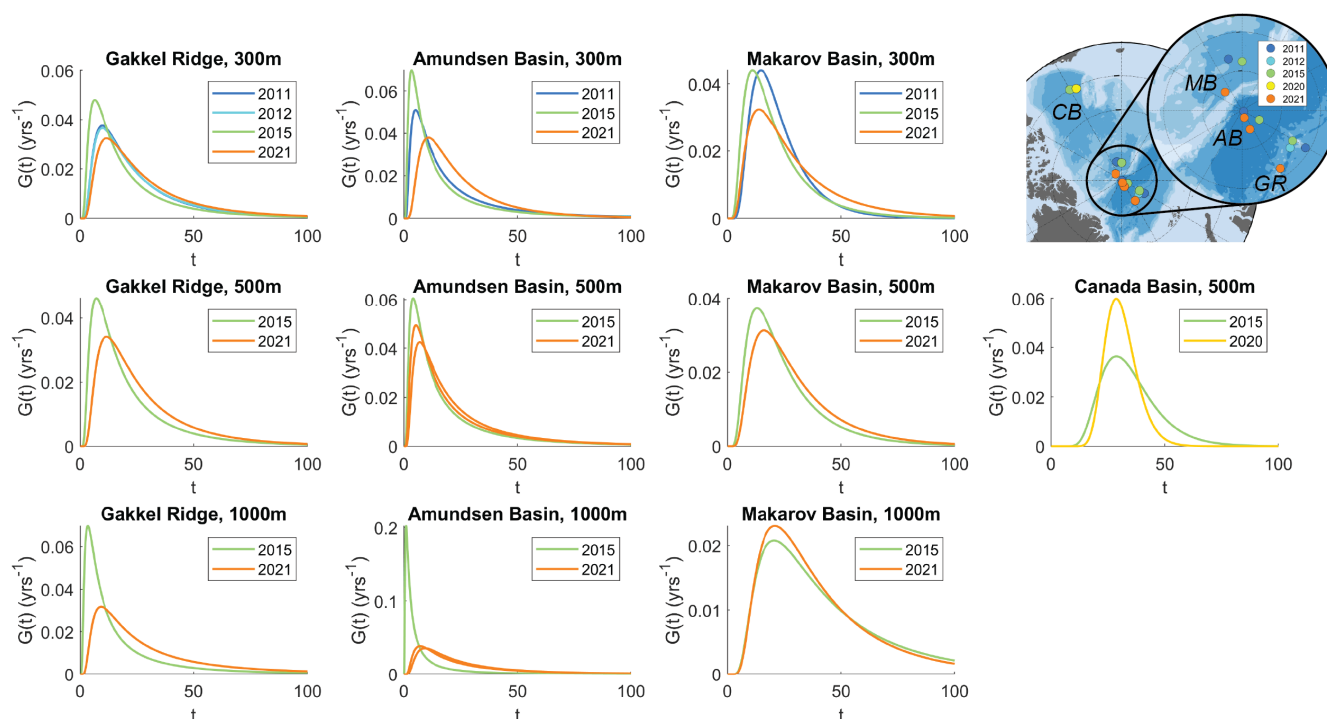 Gakkel Ridge, 300m
G(t) (yrs-1)
0.06
0.04
0.02
0
0
50
100
t
2011
2012
2015
2021
Amundsen Basin, 300m
G(t) (yrs-1)
0.06
0.04
0.02
0
0
50
100
t
2011
2015
2021
Makarov Basin, 300m
G(t) (yrs-1)
0.04
0.02
0
0
50
100
t
2011
2015
2021
CB
MB
AB
GR
2011
2012
2015
2020
2021
Gakkel Ridge, 500m
G(t) (yrs-1)
0.04
0.02
0
0
50
100
t
2015
2021
Amundsen Basin, 500m
G(t) (yrs-1)
0.06
0.04
0.02
0
0
50
100
t
2015
2021
Makarov Basin, 500m
G(t) (yrs-1)
0.04
0.02
0
0
50
100
t
2015
2021
Canada Basin, 500m
G(t) (yrs-1)
0.06
0.04
0.02
0
0
50
100
t
2015
2020
Gakkel Ridge, 1000m
G(t) (yrs-1)
0.06
0.04
0.02
0
0
50
100
t
2015
2021
Amundsen Basin, 1000m
G(t) (yrs-1)
0.2
0.1
0
0
50
100
t
2015
2021
Makarov Basin, 1000m
G(t) (yrs-1)
0.02
0.01
0
0
50
100
t
2015
2021